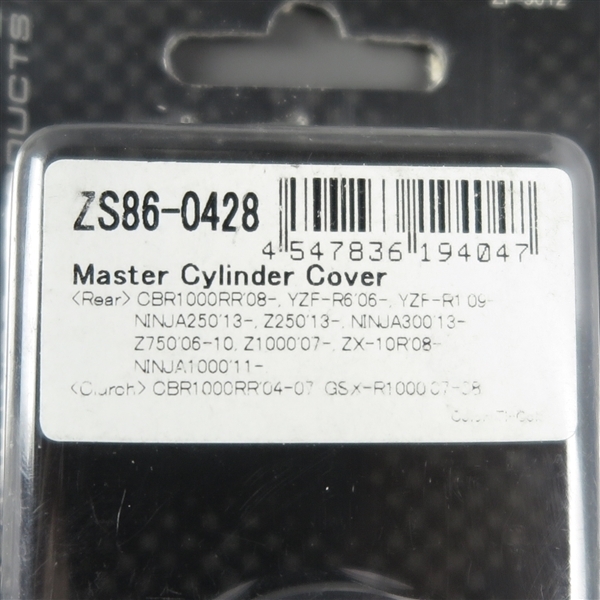 DUCTS
ZS86-0428
4 547836 194047
Master Cylinder Cover
<Rear> CBR1000RR'08-, YZF-R6'06-, YZF-R1'09-
NINJA250'13-, Z250'13-, NINJA300'13-
Z750'06-10, Z1000'07-, ZX-10R'08-
NINJA1000'11-
<Clutch> CBR1000RR'04-07 GSX-R1000'07-08
Color